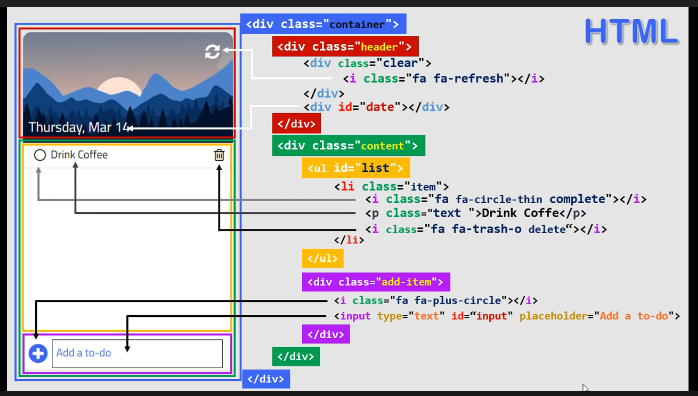 HTML
<div class="container">
<div class="header">
<div class="clear">
<i class="fa fa-refresh"></i>
</div>
<div id="date"></div>
</div>
<div class="content">
<ul id="list">
<li class="item">
<i class="fa fa-circle-thin complete"></i>
<p class="text ">Drink Coffe</p>
<i class="fa fa-trash-o delete“></i>
</li>
</ul>
<div class="add-item">
<i class="fa fa-plus-circle"></i>
<input type="text" id=“input" placeholder="Add a to-do">
</div>
</div>
</div>
Thursday, Mar 14
Drink Coffee
Add a to-do